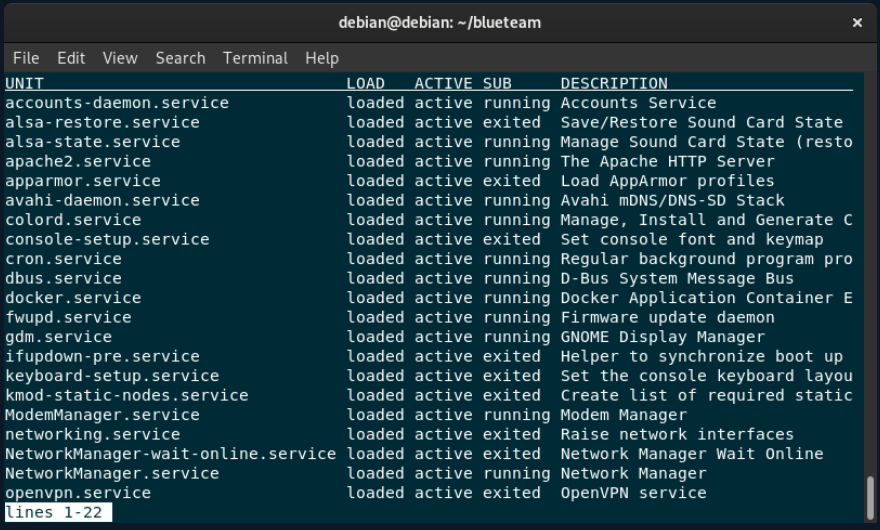 debian@debian: ~/blueteam
File Edit View Search Terminal Help
UNIT LOAD ACTIVE SUB DESCRIPTION
accounts-daemon.service loaded active running Accounts Service
alsa-restore.service loaded active exited Save/Restore Sound Card State
alsa-state.service loaded active running Manage Sound Card State (resto
apache2.service loaded active running The Apache HTTP Server
apparmor.service loaded active exited Load AppArmor profiles
avahi-daemon.service loaded active running Avahi mDNS/DNS-SD Stack
colord.service loaded active running Manage, Install and Generate C
console-setup.service loaded active exited Set console font and keymap
cron.service loaded active running Regular background program pro
dbus.service loaded active running D-Bus System Message Bus
docker.service loaded active running Docker Application Container E
fwupd.service loaded active running Firmware update daemon
gdm.service loaded active running GNOME Display Manager
ifupdown-pre.service loaded active exited Helper to synchronize boot up
keyboard-setup.service loaded active exited Set the console keyboard layou
kmod-static-nodes.service loaded active exited Create list of required static
ModemManager.service loaded active running Modem Manager
networking.service loaded active exited Raise network interfaces
NetworkManager-wait-online.service loaded active exited Network Manager Wait Online
NetworkManager.service loaded active running Network Manager
openvpn.service loaded active exited OpenVPN service
lines 1-22